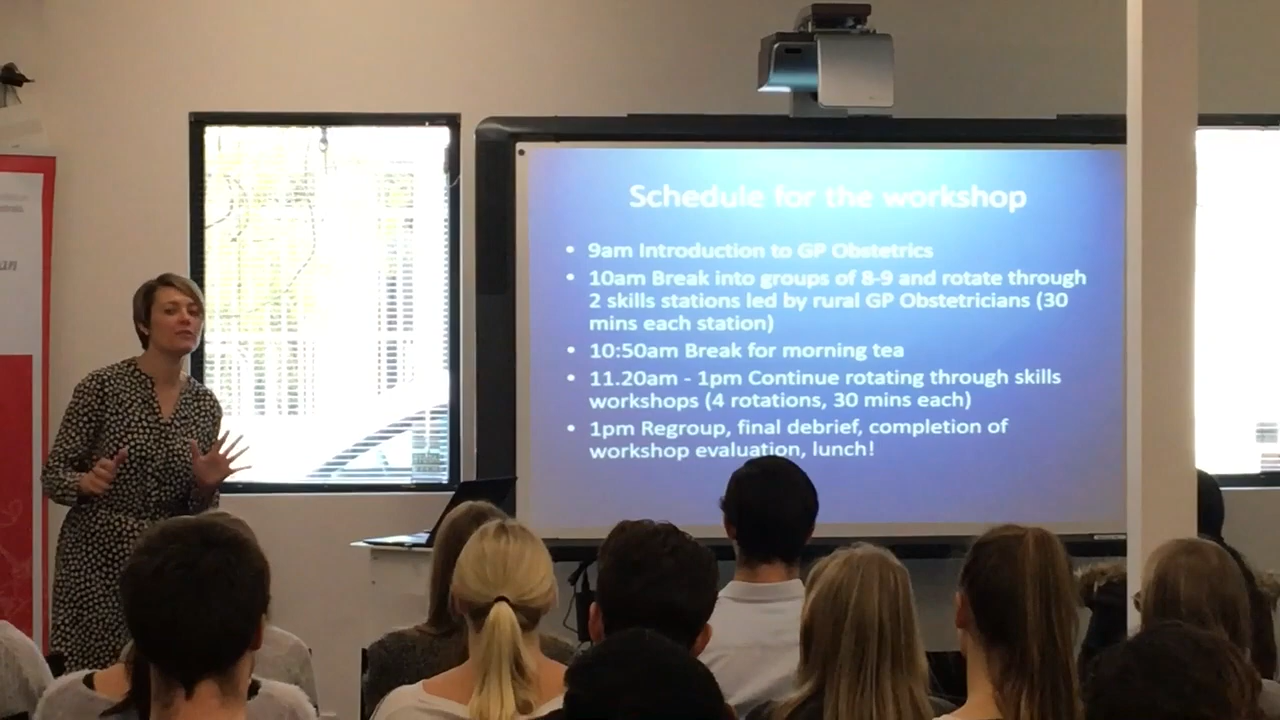 Schedule for the workshop
• 9am Introduction to GP Obstetrics
• 10am Break into groups of 8-9 and rotate through
2 skills stations led by rural GP Obstetricians (30
mins each station)
• 10:50am Break for morning tea
• 11.20am - 1pm Continue rotating through skills
workshops (4 rotations, 30 mins each)
• 1pm Regroup, final debrief, completion of
workshop evaluation, lunch!